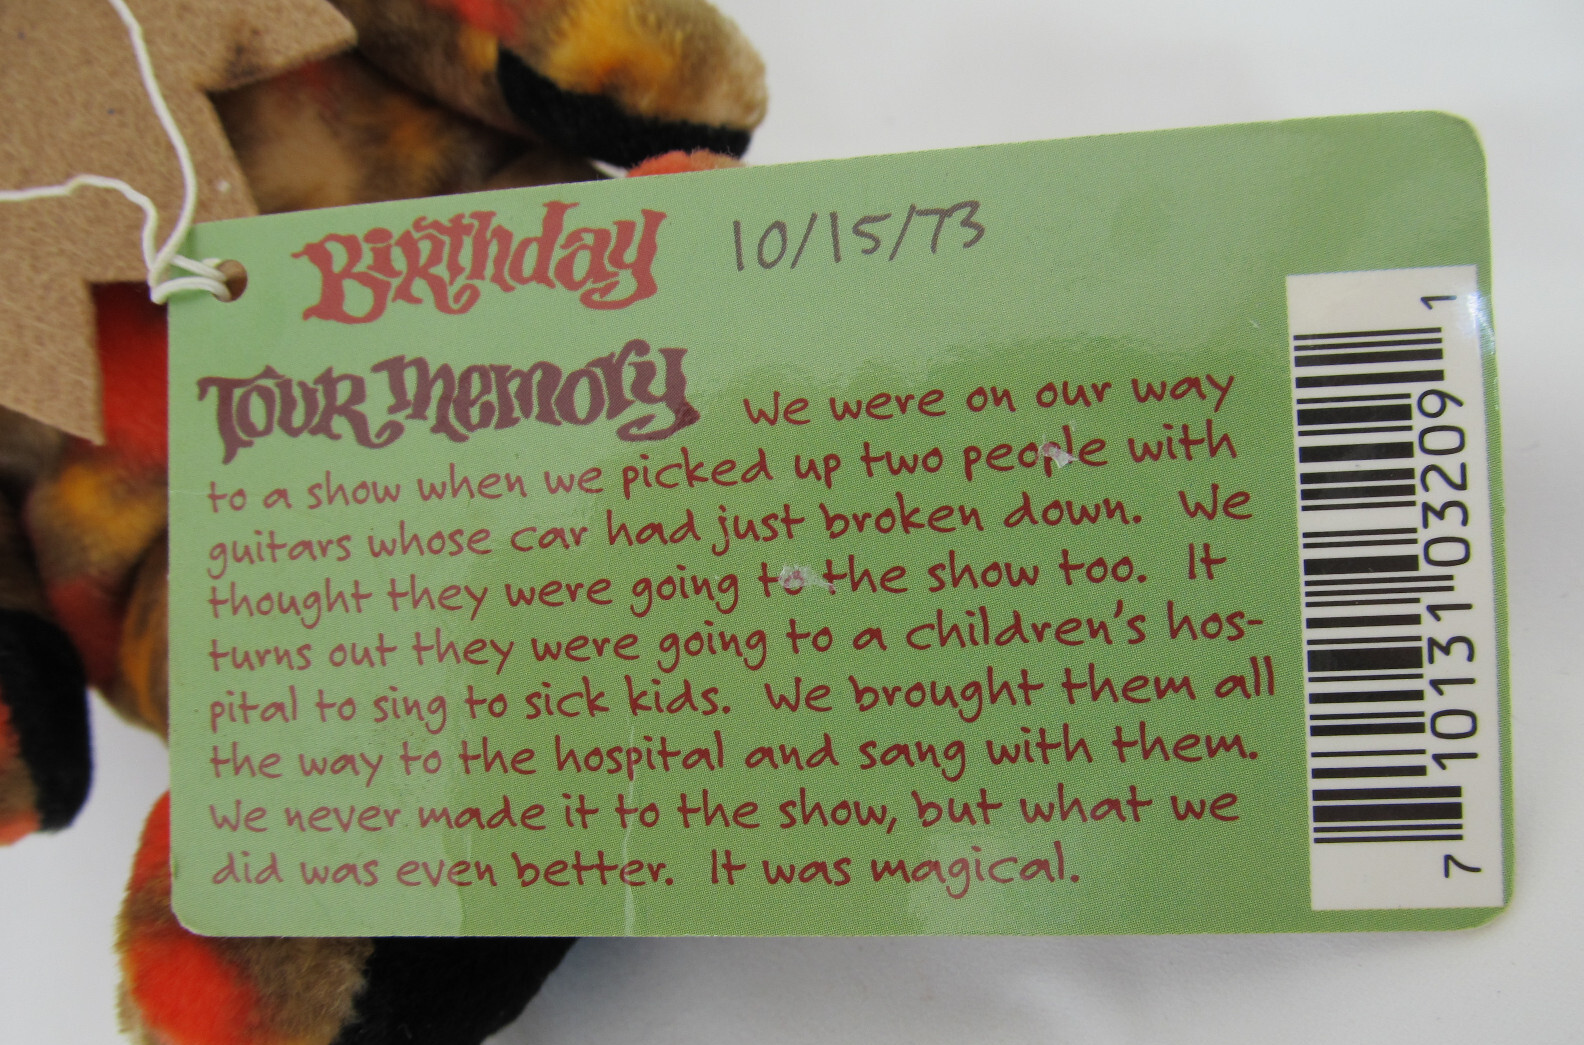 Birthday 10/15/73
Tour Memory We were on our way
to a show when we picked up two people with
guitars whose car had just broken down. We
thought they were going to the show too. It
turns out they were going to a children's hos-
pital to sing to sick kids. We brought them all
the way to the hospital and sang with them.
We never made it to the show, but what we
did was even better. It was magical.
7 10131 03209 1